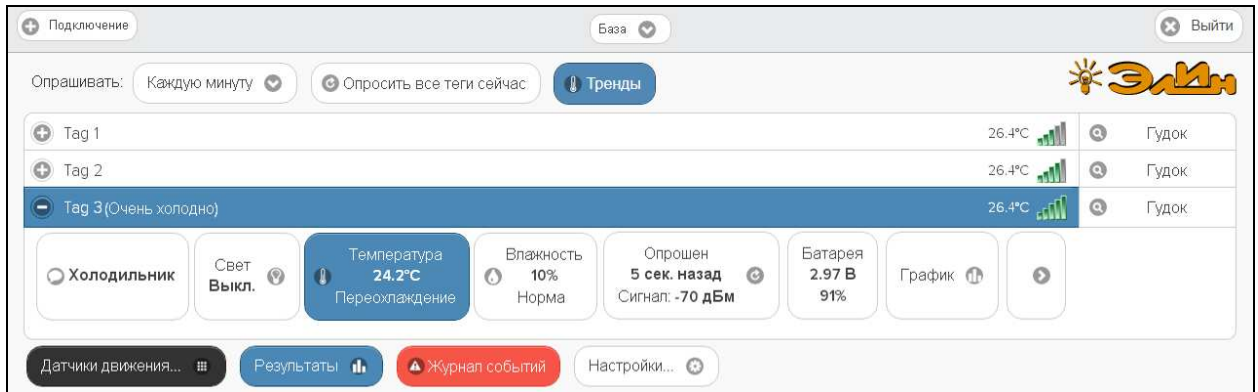 Подключение База Выйти
Опрашивать: Каждую минуту Опросить все теги сейчас Тренды ЭлИн
Tag 1 26.4°C Гудок
Tag 2 26.4°C Гудок
Tag 3 (Очень холодно) 26.4°C Гудок
Холодильник
Свет
Выкл.
Температура
24.2°C
Переохлаждение
Влажность
10%
Норма
Опрошен
5 сек. назад
Сигнал: -70 дБм
Батарея
2.97 В
91%
График
Датчики движения... Результаты Журнал событий Настройки...